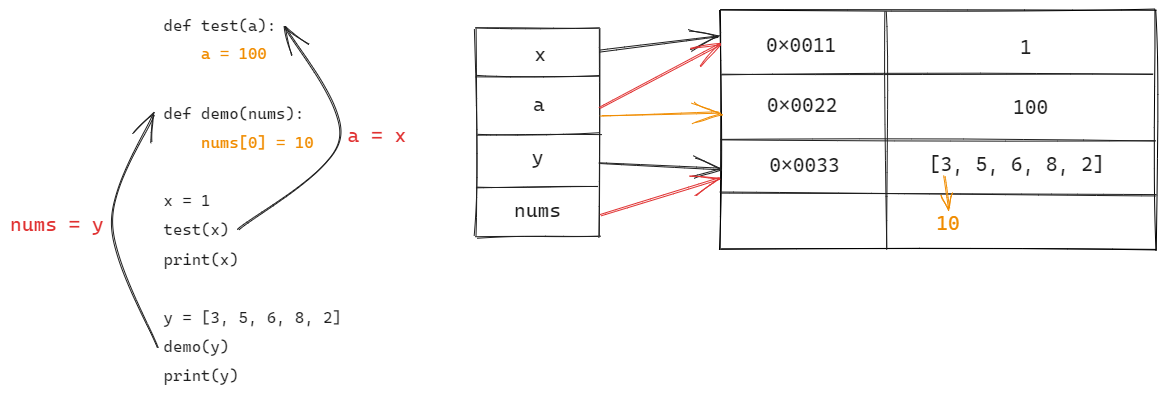 def test(a):
a = 100
def demo(nums):
nums[0] = 10
a = x
x = 1
nums = y
test(x)
print(x)
y = [3, 5, 6, 8, 2]
demo(y)
print(y)
x
a
y
nums
0×0011
1
0×0022
100
0×0033
[3, 5, 6, 8, 2]
10